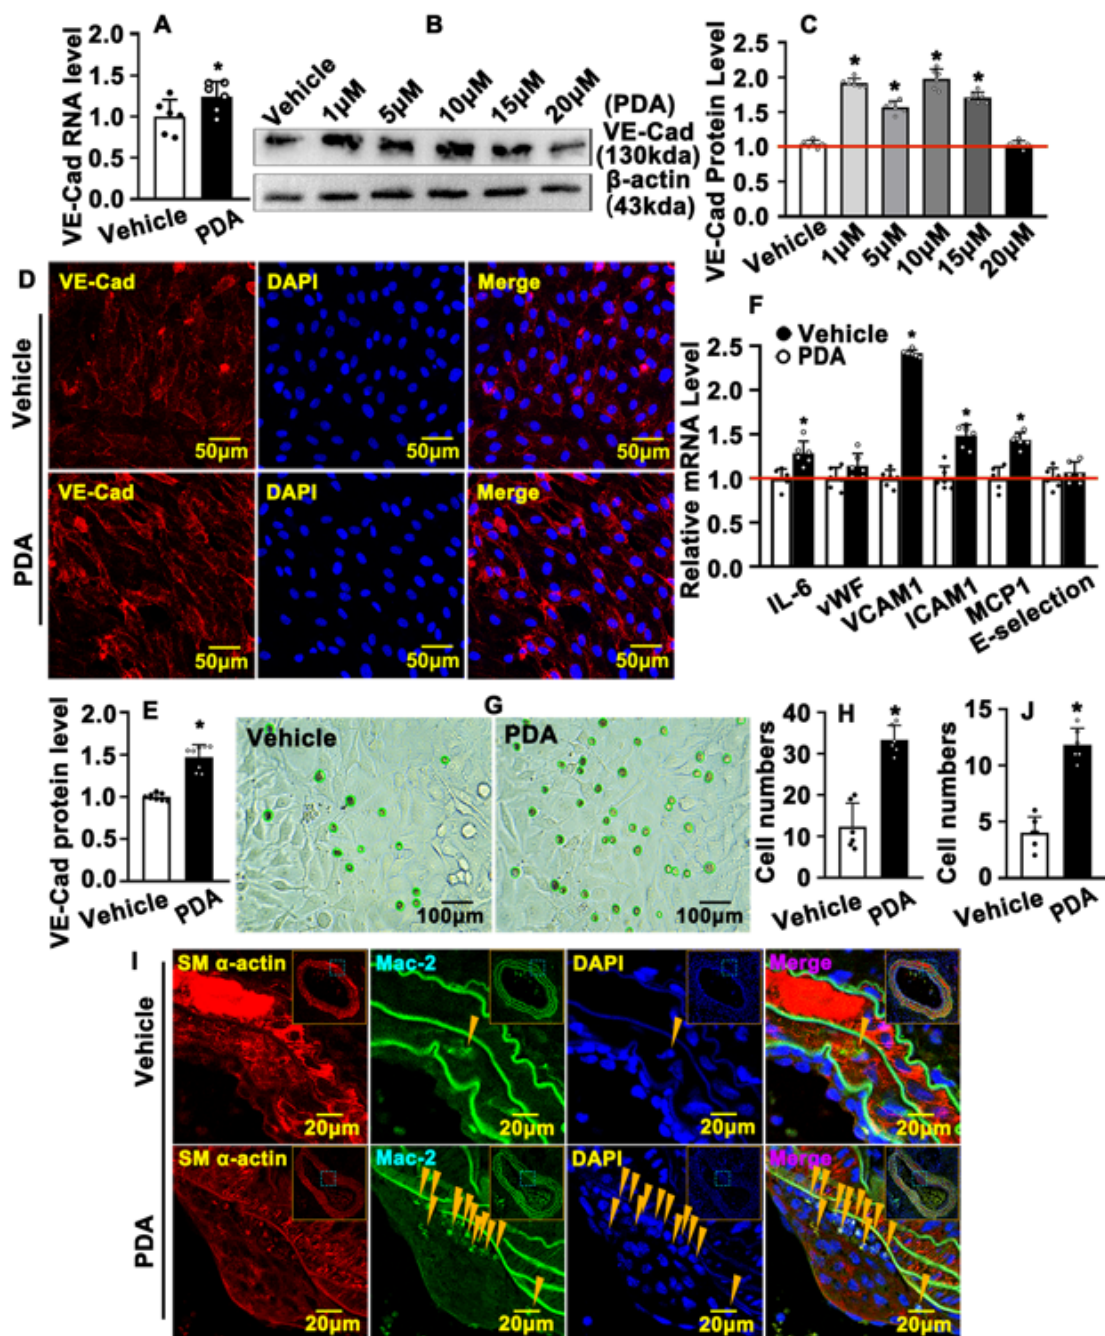 A
VE-Cad RNA level
2.0
1.5
1.0
0.5
0.0
*
Vehicle
PDA
B
Vehicle
1μM
5μM
10μM
15μM
20μM
(PDA)
VE-Cad
(130kda)
β-actin
(43kda)
C
VE-Cad Protein Level
2.5
2.0
1.5
1.0
0.0
*
*
*
*
Vehicle
1μM
5μM
10μM
15μM
20μM
D
Vehicle
VE-Cad
50μm
DAPI
50μm
Merge
50μm
PDA
VE-Cad
50μm
DAPI
50μm
Merge
50μm
F
Vehicle
PDA
Relative mRNA Level
2.5
2.0
1.5
1.0
0.5
0.0
*
*
*
*
IL-6
vWF
VCAM1
ICAM1
MCP1
E-selection
E
VE-Cad protein level
2.0
1.5
1.0
0.5
0.0
*
Vehicle
PDA
G
Vehicle
100μm
PDA
100μm
H
Cell numbers
40
30
20
10
0
*
Vehicle
PDA
J
Cell numbers
15
10
5
0
*
Vehicle
PDA
I
Vehicle
SM α-actin
20μm
Mac-2
20μm
DAPI
20μm
Merge
20μm
PDA
SM α-actin
20μm
Mac-2
20μm
DAPI
20μm
Merge
20μm